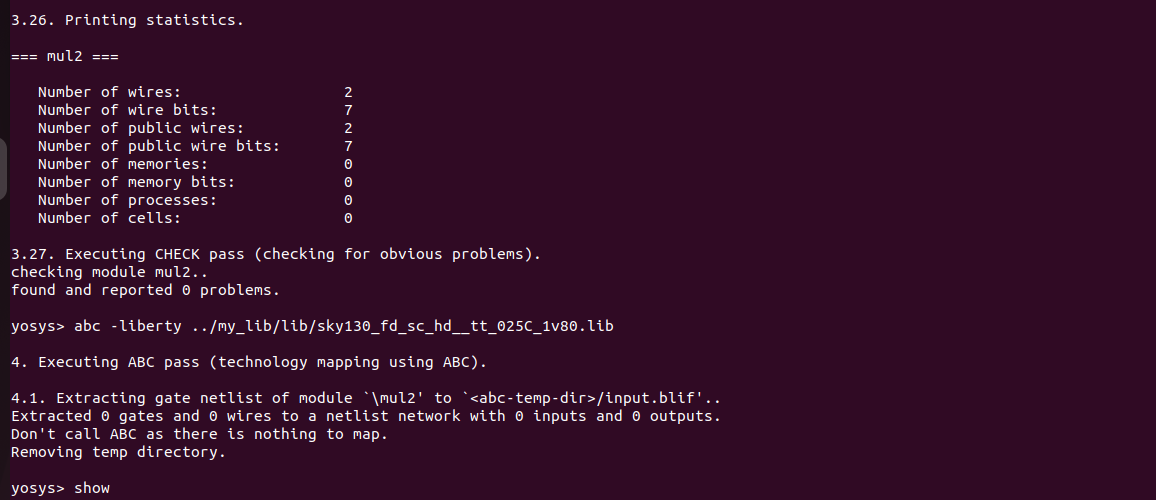 3.26. Printing statistics.
=== mul2 ===
Number of wires: 2
Number of wire bits: 7
Number of public wires: 2
Number of public wire bits: 7
Number of memories: 0
Number of memory bits: 0
Number of processes: 0
Number of cells: 0
3.27. Executing CHECK pass (checking for obvious problems).
checking module mul2..
found and reported 0 problems.
yosys> abc -liberty ../my_lib/lib/sky130_fd_sc_hd__tt_025C_1v80.lib
4. Executing ABC pass (technology mapping using ABC).
4.1. Extracting gate netlist of module `\mul2' to `<abc-temp-dir>/input.blif'..
Extracted 0 gates and 0 wires to a netlist network with 0 inputs and 0 outputs.
Don't call ABC as there is nothing to map.
Removing temp directory.
yosys> show